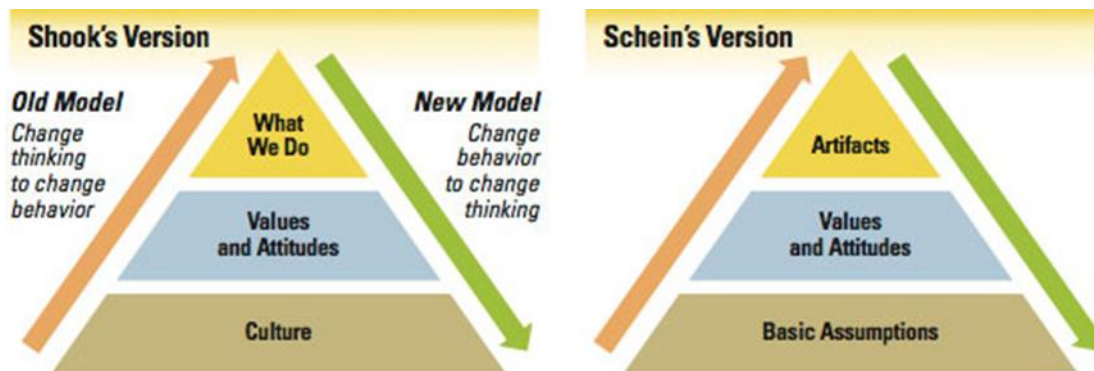 Shook's Version
Old Model
Change
thinking
to change
behavior
What
We Do
Values
and Attitudes
Culture
New Model
Change
behavior
to change
thinking
Schein's Version
Artifacts
Values
and Attitudes
Basic Assumptions